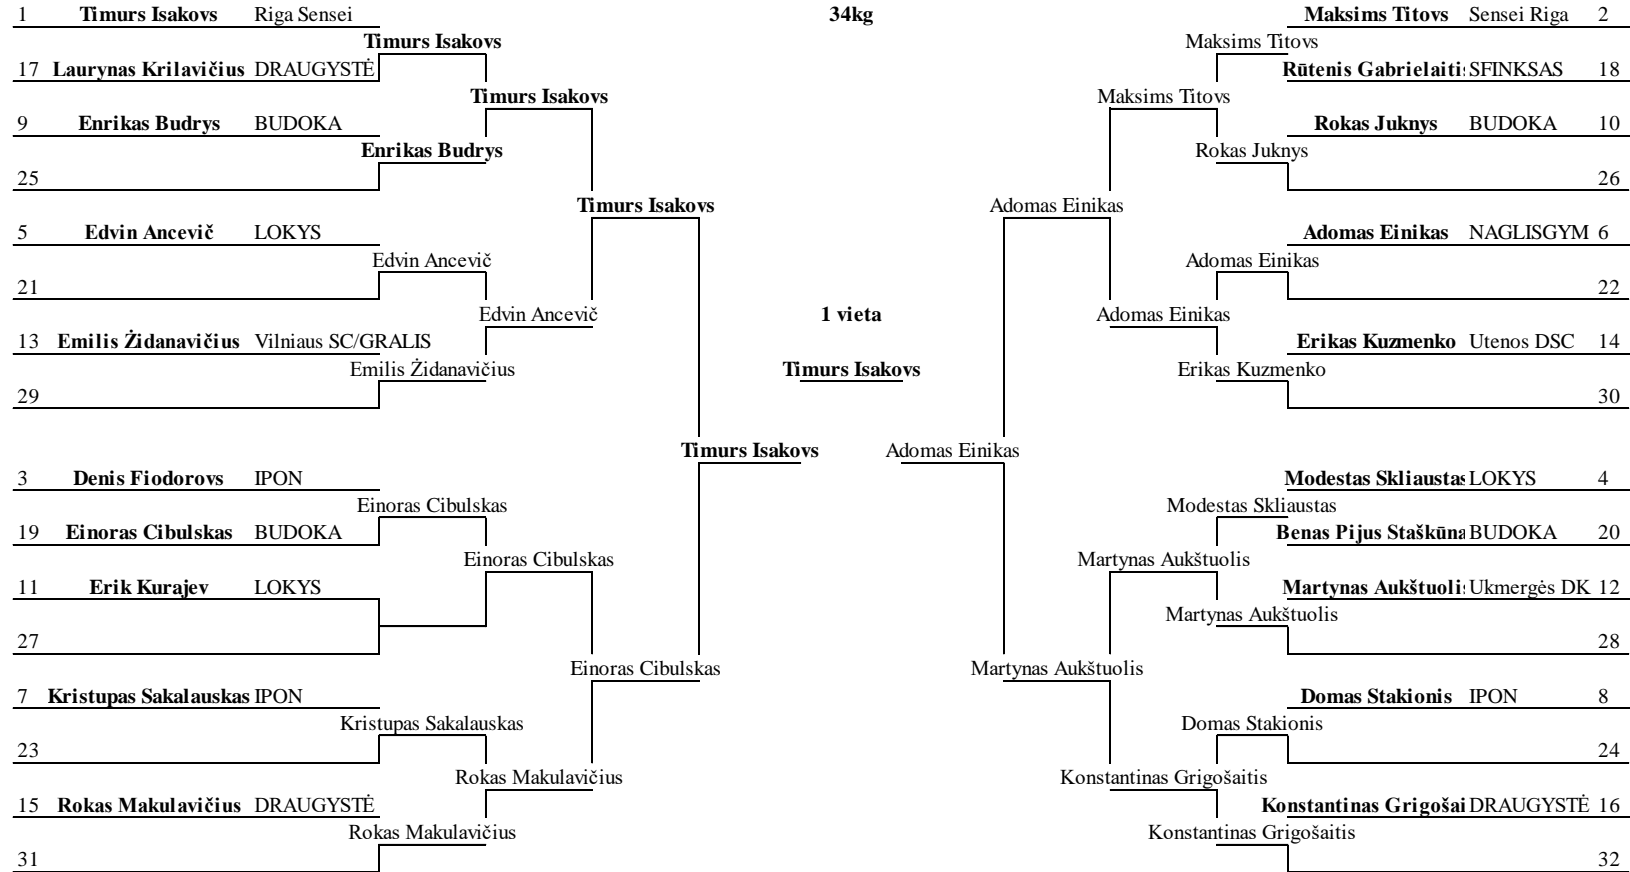 1 Timurs Isakovs Riga Sensei 34kg Maksims Titovs Sensei Riga 2
Timurs Isakovs Maksims Titovs
17 Laurynas Krilavičius DRAUGYSTĖ Rūtenis Gabrielaitis SFINKSAS 18
Timurs Isakovs Maksims Titovs
9 Enrikas Budrys BUDOKA Rokas Juknys BUDOKA 10
Enrikas Budrys Rokas Juknys
25 26
Timurs Isakovs Adomas Einikas
5 Edvin Ancevič LOKYS Adomas Einikas NAGLISGYM 6
Edvin Ancevič Adomas Einikas
21 22
Edvin Ancevič 1 vieta Adomas Einikas
13 Emilis Židanavičius Vilniaus SC/GRALIS Erikas Kuzmenko Utenos DSC 14
Emilis Židanavičius Timurs Isakovs Erikas Kuzmenko
29 30
Timurs Isakovs Adomas Einikas
3 Denis Fiodorovs IPON Modestas Skliaustas LOKYS 4
Einoras Cibulskas Modestas Skliaustas
19 Einoras Cibulskas BUDOKA Benas Pijus Staškūna BUDOKA 20
Einoras Cibulskas Martynas Aukštuolis
11 Erik Kurajev LOKYS Martynas Aukštuolis Ukmergės DK 12
Martynas Aukštuolis
27 28
Einoras Cibulskas Martynas Aukštuolis
7 Kristupas Sakalauskas IPON Domas Stakionis IPON 8
Kristupas Sakalauskas Domas Stakionis
23 24
Rokas Makulavičius Konstantinas Grigošaitis
15 Rokas Makulavičius DRAUGYSTĖ Konstantinas Grigošai DRAUGYSTĖ 16
Rokas Makulavičius Konstantinas Grigošaitis
31 32